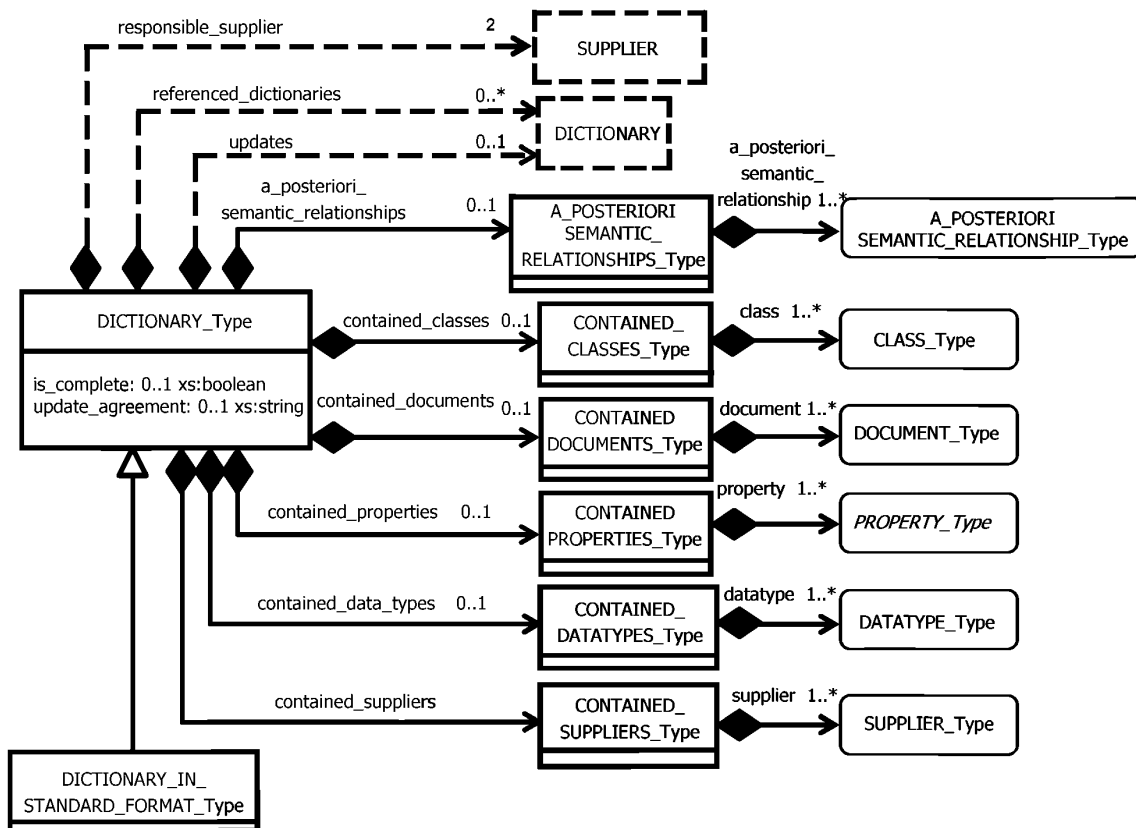 responsible_supplier
2
SUPPLIER
referenced_dictionaries
0..*
DICTIONARY
updates
0..1
a_posteriori_
semantic_relationships
0..1
A_POSTERIORI
SEMANTIC_
RELATIONSHIPS_Type
a_posteriori_
semantic_
relationship 1..*
A_POSTERIORI
SEMANTIC_RELATIONSHIP_Type
DICTIONARY_Type
is_complete: 0..1 xs:boolean
update_agreement: 0..1 xs:string
contained_classes 0..1
CONTAINED_
CLASSES_Type
class 1..*
CLASS_Type
contained_documents
0..1
CONTAINED
DOCUMENTS_Type
document 1..*
DOCUMENT_Type
contained_properties 0..1
CONTAINED
PROPERTIES_Type
property 1..*
PROPERTY_Type
contained_data_types 0..1
CONTAINED_
DATATYPES_Type
datatype 1..*
DATATYPE_Type
contained_suppliers
CONTAINED_
SUPPLIERS_Type
supplier 1..*
SUPPLIER_Type
DICTIONARY_IN_
STANDARD_FORMAT_Type